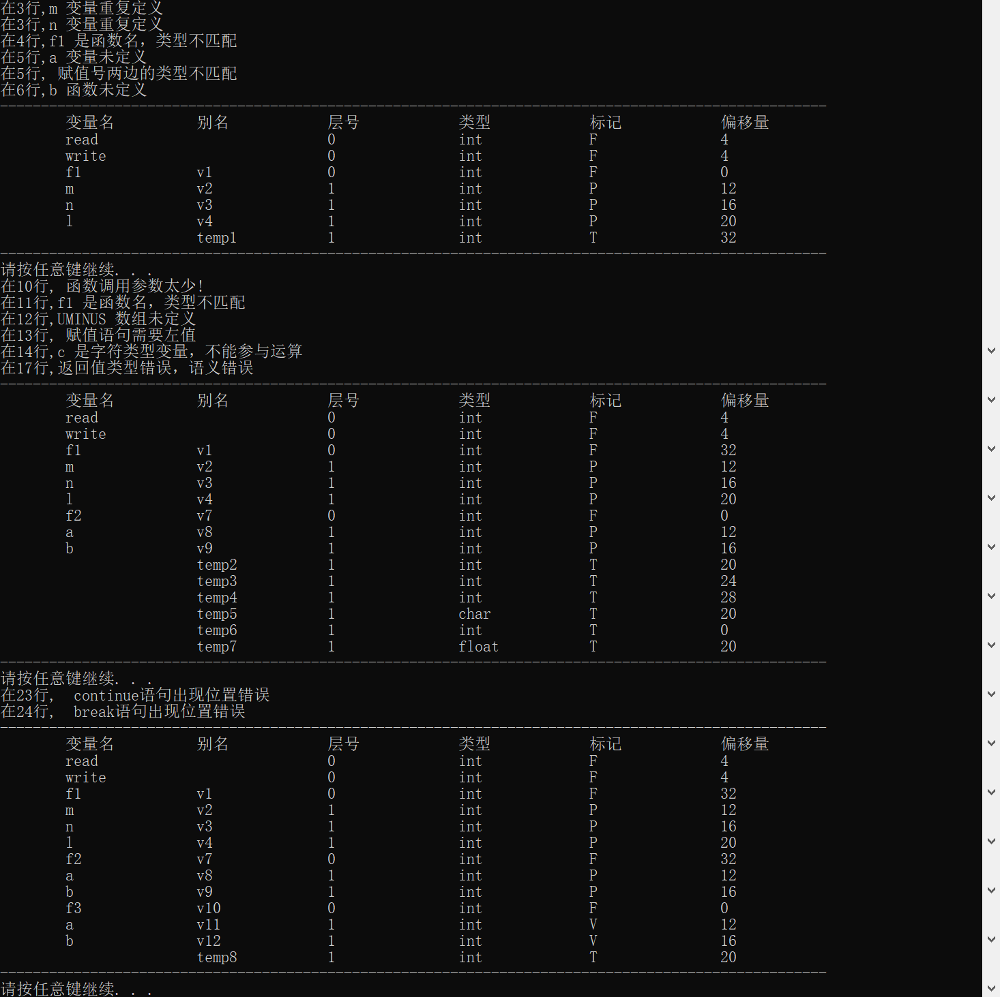 在3行,m 变量重复定义
在3行,n 变量重复定义
在4行,f1 是函数名，类型不匹配
在5行,a 变量未定义
在5行, 赋值号两边的类型不匹配
在6行,b 函数未定义
变量名 别名 层号 类型 标记 偏移量
read 0 int F 4
write 0 int F 4
f1 v1 0 int F 0
m v2 1 int P 12
n v3 1 int P 16
l v4 1 int P 20
temp1 1 int T 32
请按任意键继续. . .
在10行, 函数调用参数太少!
在11行,f1 是函数名，类型不匹配
在12行,UMINUS 数组未定义
在13行, 赋值语句需要左值
在14行,c 是字符类型变量，不能参与运算
在17行,返回值类型错误，语义错误
变量名 别名 层号 类型 标记 偏移量
read 0 int F 4
write 0 int F 4
f1 v1 0 int F 32
m v2 1 int P 12
n v3 1 int P 16
l v4 1 int P 20
f2 v7 0 int F 0
a v8 1 int P 12
b v9 1 int P 16
temp2 1 int T 20
temp3 1 int T 24
temp4 1 int T 28
temp5 1 char T 20
temp6 1 int T 0
temp7 1 float T 20
请按任意键继续. . .
在23行,  continue语句出现位置错误
在24行,  break语句出现位置错误
变量名 别名 层号 类型 标记 偏移量
read 0 int F 4
write 0 int F 4
f1 v1 0 int F 32
m v2 1 int P 12
n v3 1 int P 16
l v4 1 int P 20
f2 v7 0 int F 32
a v8 1 int P 12
b v9 1 int P 16
f3 v10 0 int F 0
a v11 1 int V 12
b v12 1 int V 16
temp8 1 int T 20
请按任意键继续. . .